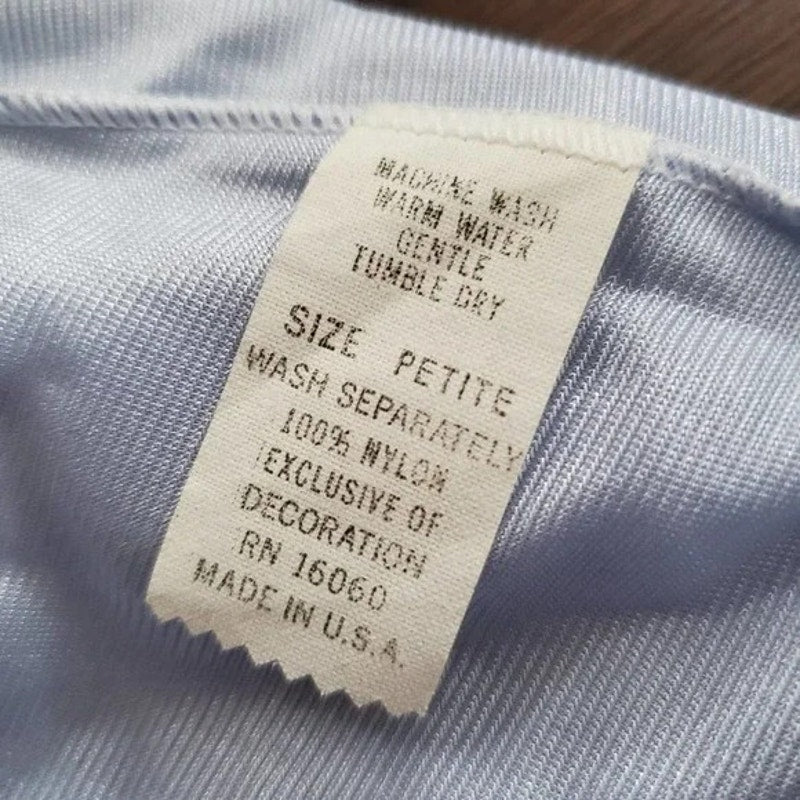 MACHINE WASH
WARM WATER
GENTLE
TUMBLE DRY
SIZE PETITE
WASH SEPARATELY
100% NYLON
EXCLUSIVE OF
DECORATION
RN 16060
MADE IN U.S.A.